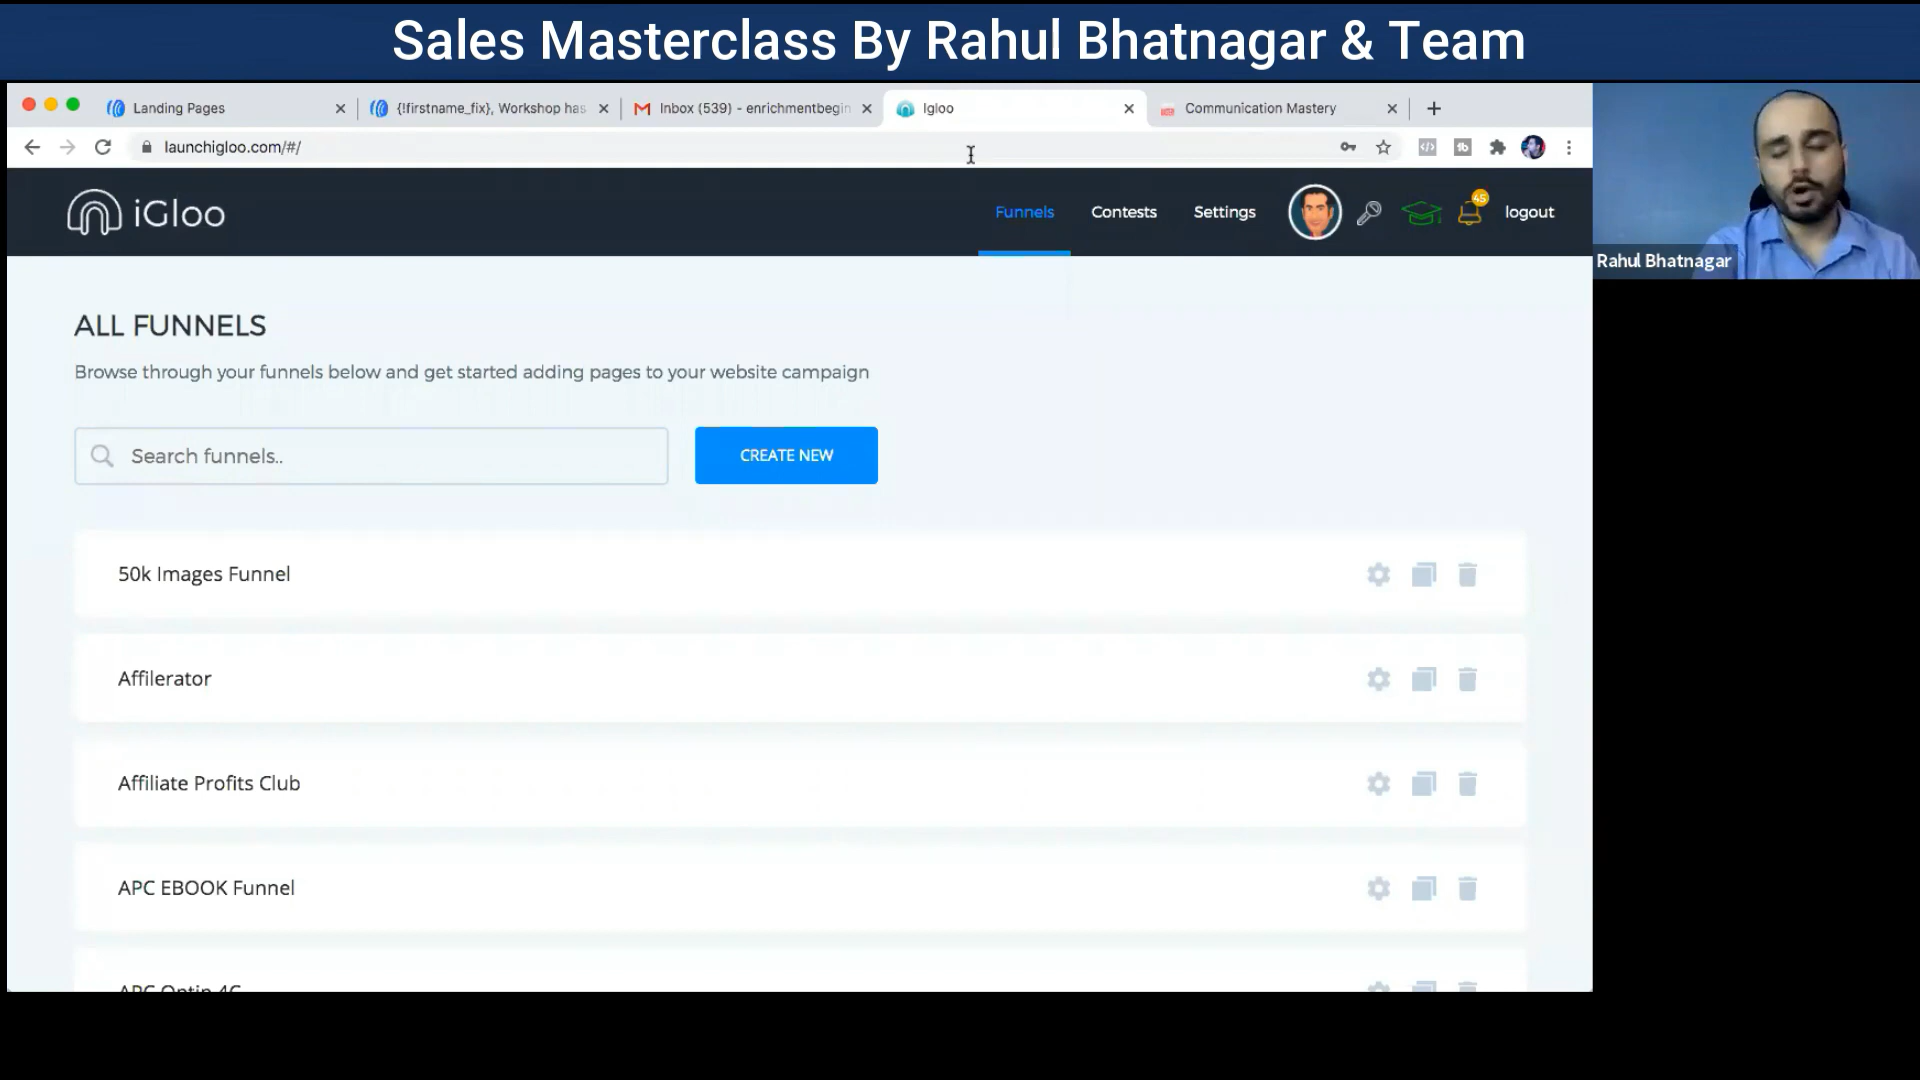 Sales Masterclass By Rahul Bhatnagar & Team
Landing Pages
{!firstname_fix}, Workshop has
Inbox (539) - enrichmentbegin
Igloo
Communication Mastery
launchigloo.com/#/
iGloo
Funnels
Contests
Settings
45
logout
Rahul Bhatnagar
ALL FUNNELS
Browse through your funnels below and get started adding pages to your website campaign
Search funnels..
CREATE NEW
50k Images Funnel
Affilerator
Affiliate Profits Club
APC EBOOK Funnel
APC Optin 4C